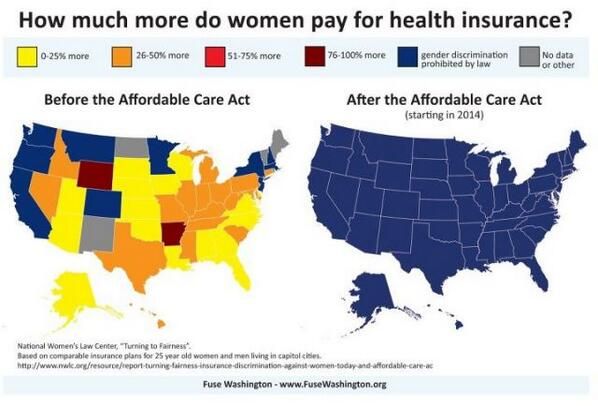 How much more do women pay for health insurance?
0-25% more
26-50% more
51-75% more
76-100% more
gender discrimination
prohibited by law
No data
or other
Before the Affordable Care Act
After the Affordable Care Act
(starting in 2014)
National Women's Law Center, "Turning to Fairness".
Based on comparable insurance plans for 25 year old women and men living in capitol cities.
http://www.nwlc.org/resource/report-turning-fairness-insurance-discrimination-against-women-today-and-affordable-care-ac
Fuse Washington - www.FuseWashington.org